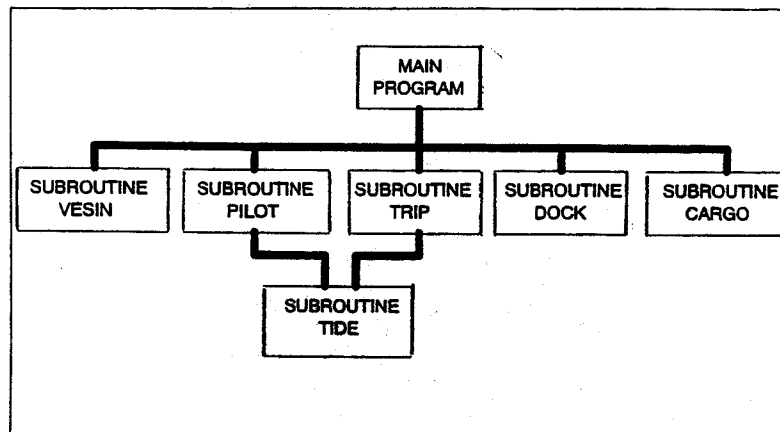 MAIN
PROGRAM
SUBROUTINE
VESIN
SUBROUTINE
PILOT
SUBROUTINE
TRIP
SUBROUTINE
DOCK
SUBROUTINE
CARGO
SUBROUTINE
TIDE